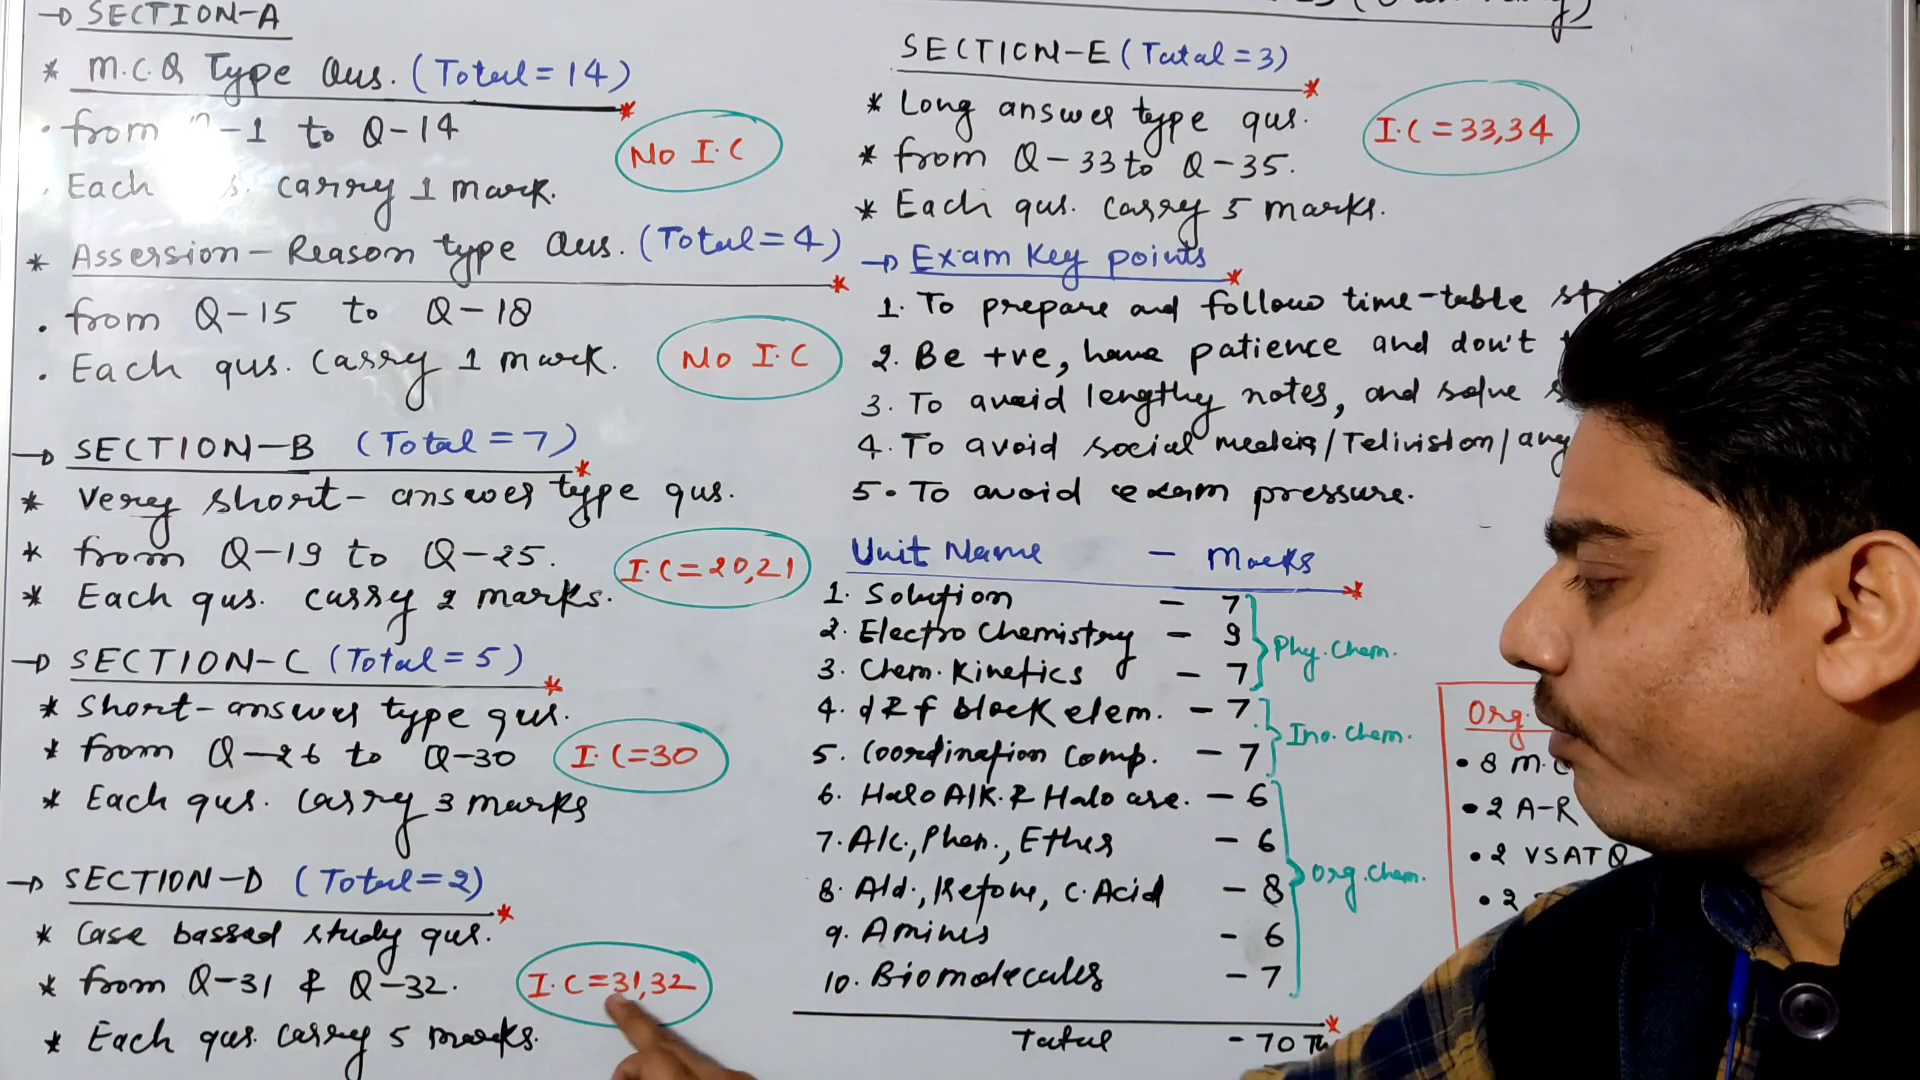 → SECTION-A
* M.C.Q Type Qus. (Total = 14)
• from -1 to Q-14
• Each carry 1 mark.
No I.C
* Assersion - Reason type Qus. (Total = 4)
• from Q-15 to Q-18
• Each qus. carry 1 mark.
No I.C
→ SECTION-B (Total = 7)
* Very short - answer type qus.
* from Q-19 to Q-25.
* Each qus. carry 2 marks.
I.C = 20,21
→ SECTION-C (Total = 5)
* Short-answer type qus.
* from Q-26 to Q-30
* Each qus. carry 3 marks
I.C = 30
→ SECTION-D (Total = 2)
* Case bassed study qus.
* from Q-31 & Q-32.
* Each qus. carry 5 marks.
I.C = 31,32
SECTION-E (Total = 3)
* Long answer type qus.
* from Q-33 to Q-35.
* Each qus. carry 5 marks.
I.C = 33,34
→ Exam Key points
1. To prepare and follow time-table
2. Be +ve, have patience and don't
3. To avoid lengthy notes, and solve
4. To avoid social media/Telivision/any
5. To avoid exam pressure.
Unit Name - Marks
1. Solution - 7
2. Electro Chemistry - 9
3. Chem. Kinetics - 7
Phy. Chem.
4. d & f block elem. - 7
5. Coordination Comp. - 7
Ino. Chem.
6. Halo Alk. & Halo are. - 6
7. Alc., Phen., Ether - 6
8. Ald., Ketone, C. Acid - 8
9. Amines - 6
10. Biomolecules - 7
Org. Chem.
Total - 70
Org.
• 8 M.C
• 2 A-R
• 2 VSATQ
• 2